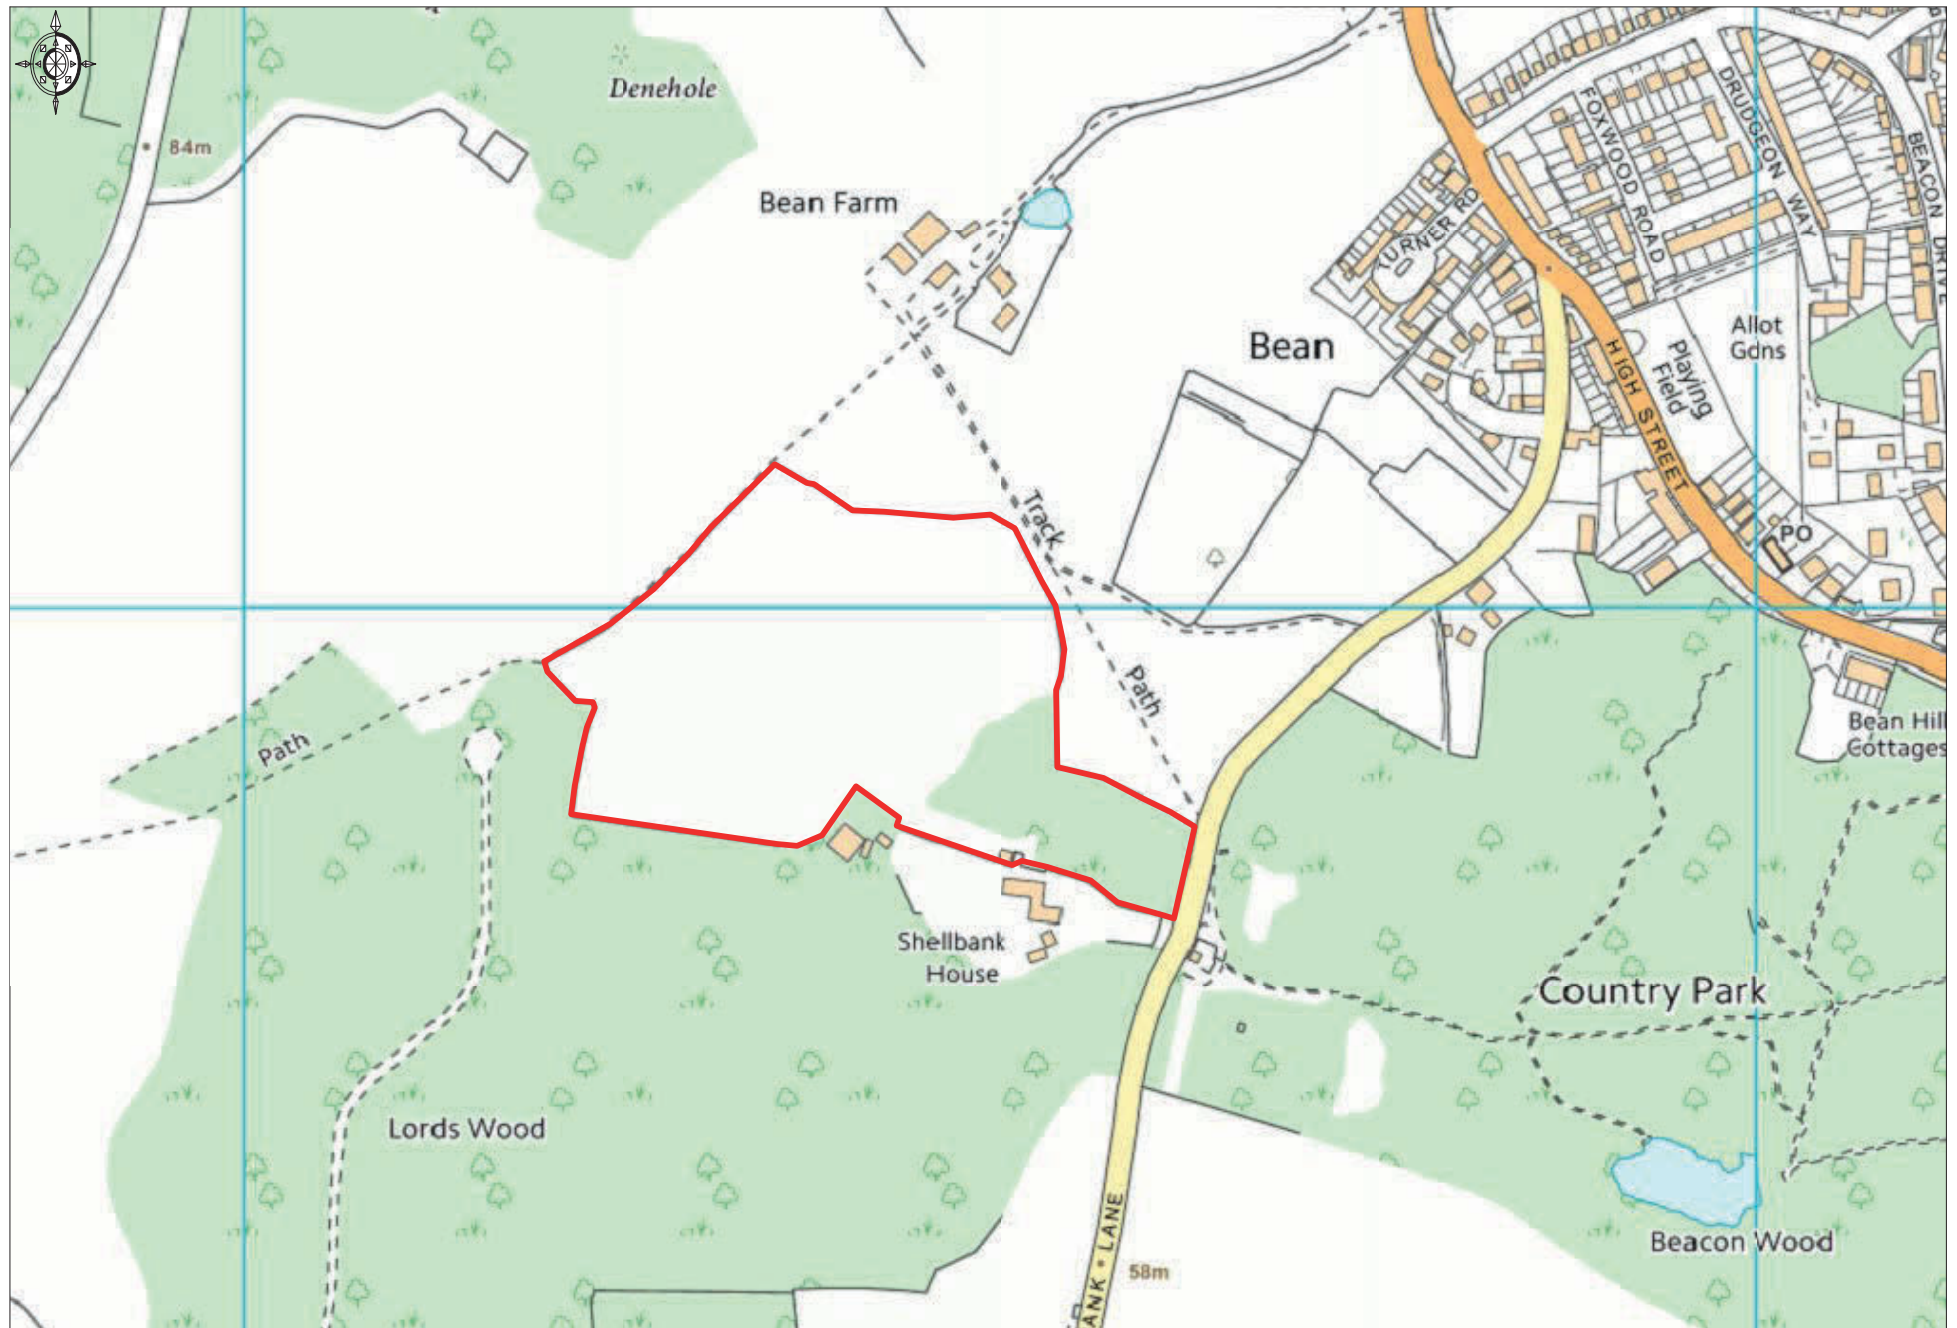 Denehole
84m
Bean Farm
FOXWOOD ROAD
DRUDGEON WAY
BEACON DRIVE
TURNER RD
Bean
Allot
Gdns
Playing
Field
HIGH STREET
Track
PO
Path
Path
Bean Hill
Cottages
Shellbank
House
Country Park
Lords Wood
Beacon Wood
ANK LANE
58m